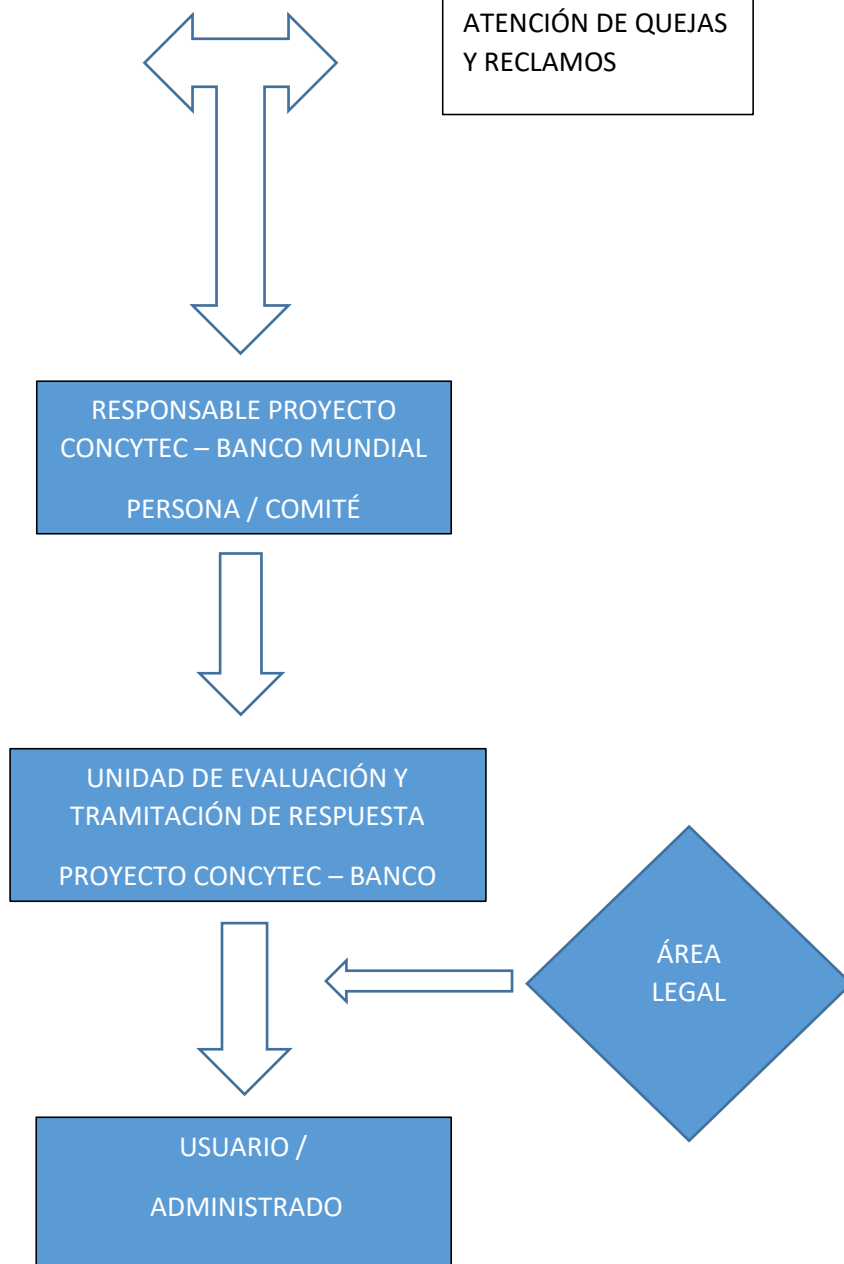 ATENCIÓN DE QUEJAS
Y RECLAMOS
RESPONSABLE PROYECTO
CONCYTEC – BANCO MUNDIAL
PERSONA / COMITÉ
UNIDAD DE EVALUACIÓN Y
TRAMITACIÓN DE RESPUESTA
PROYECTO CONCYTEC – BANCO
ÁREA
LEGAL
USUARIO /
ADMINISTRADO